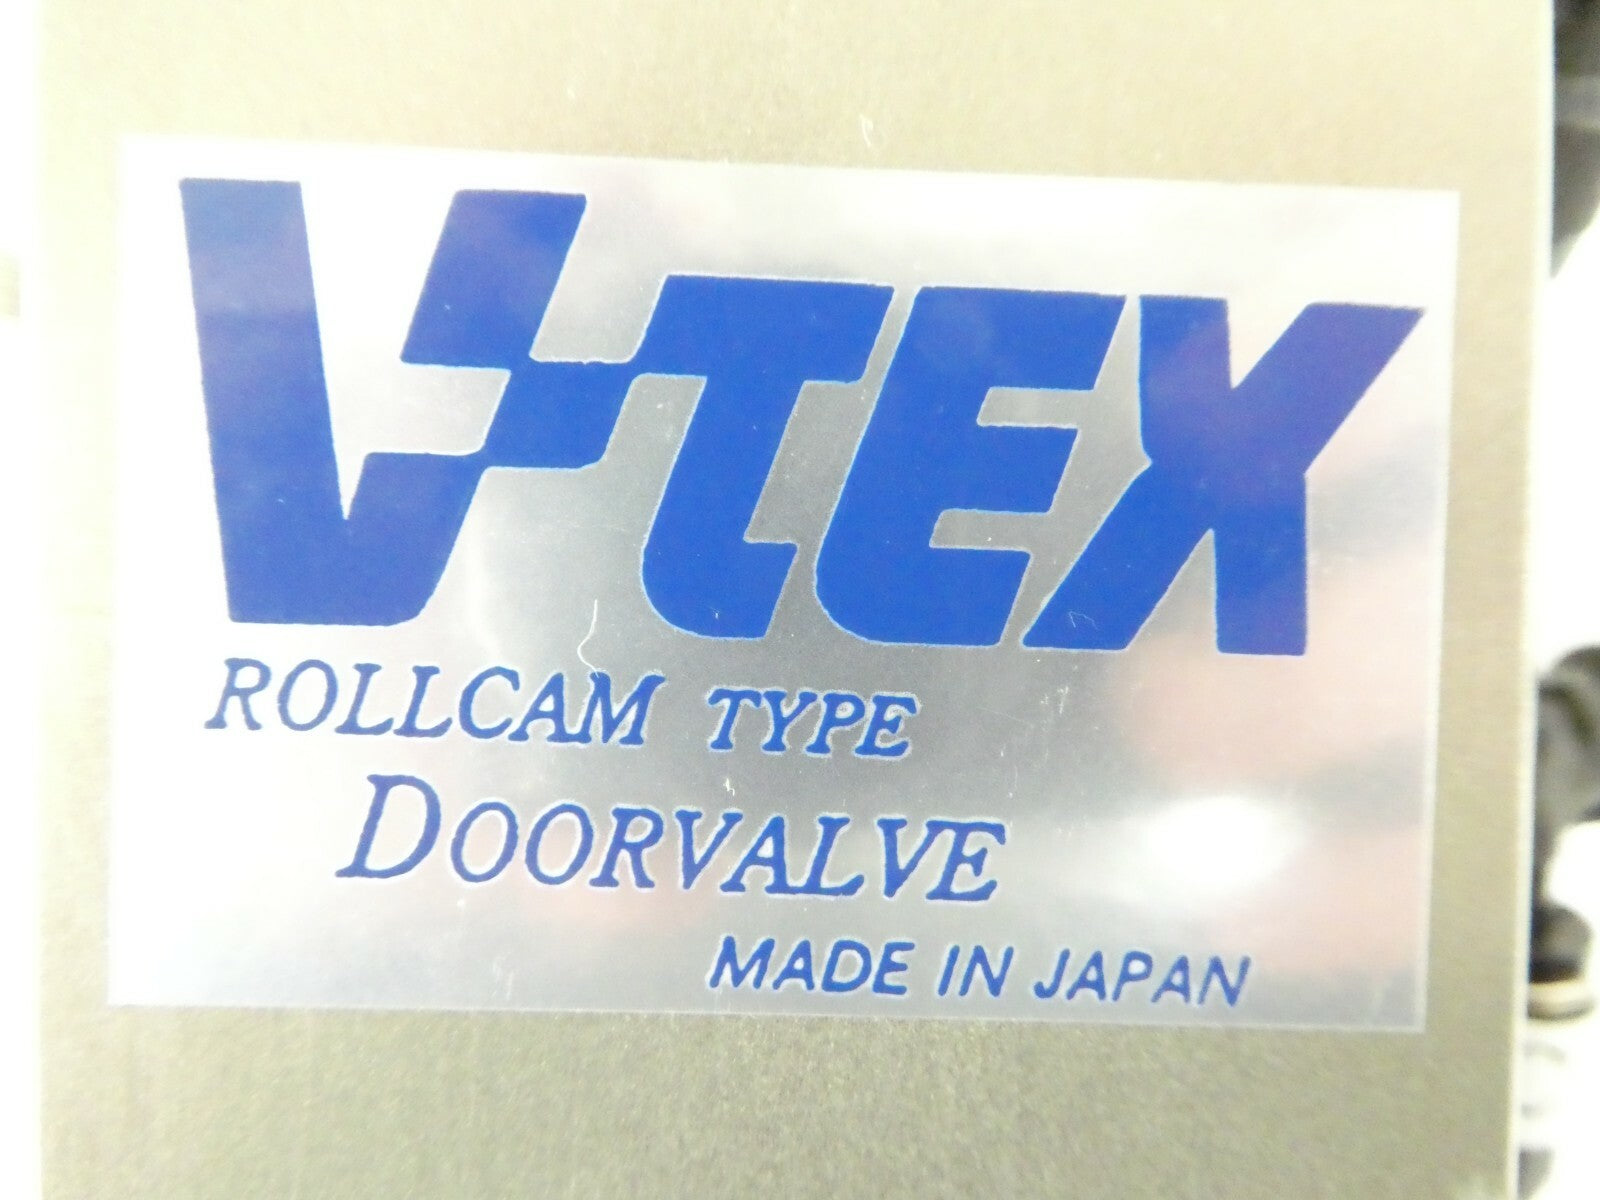 V-TEX
ROLLCAM TYPE
DOORVALVE
MADE IN JAPAN